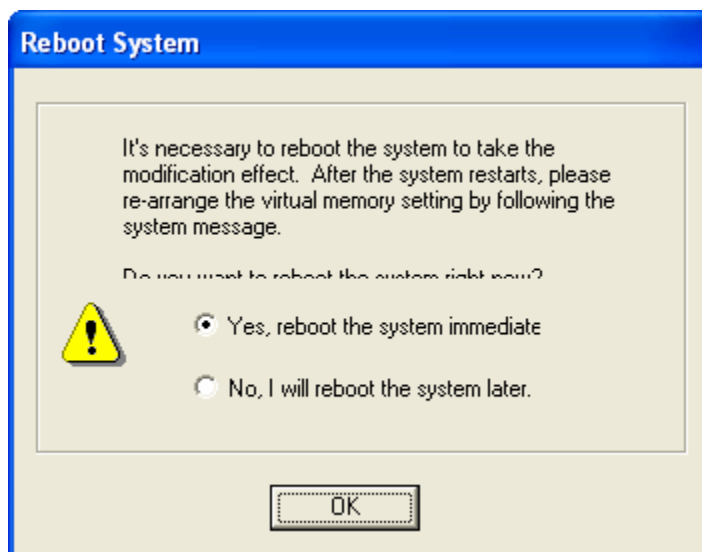 Reboot System
It's necessary to reboot the system to take the
modification effect. After the system restarts, please
re-arrange the virtual memory setting by following the
system message.
Do you want to reboot the system right now?
Yes, reboot the system immediate
No, I will reboot the system later.
OK